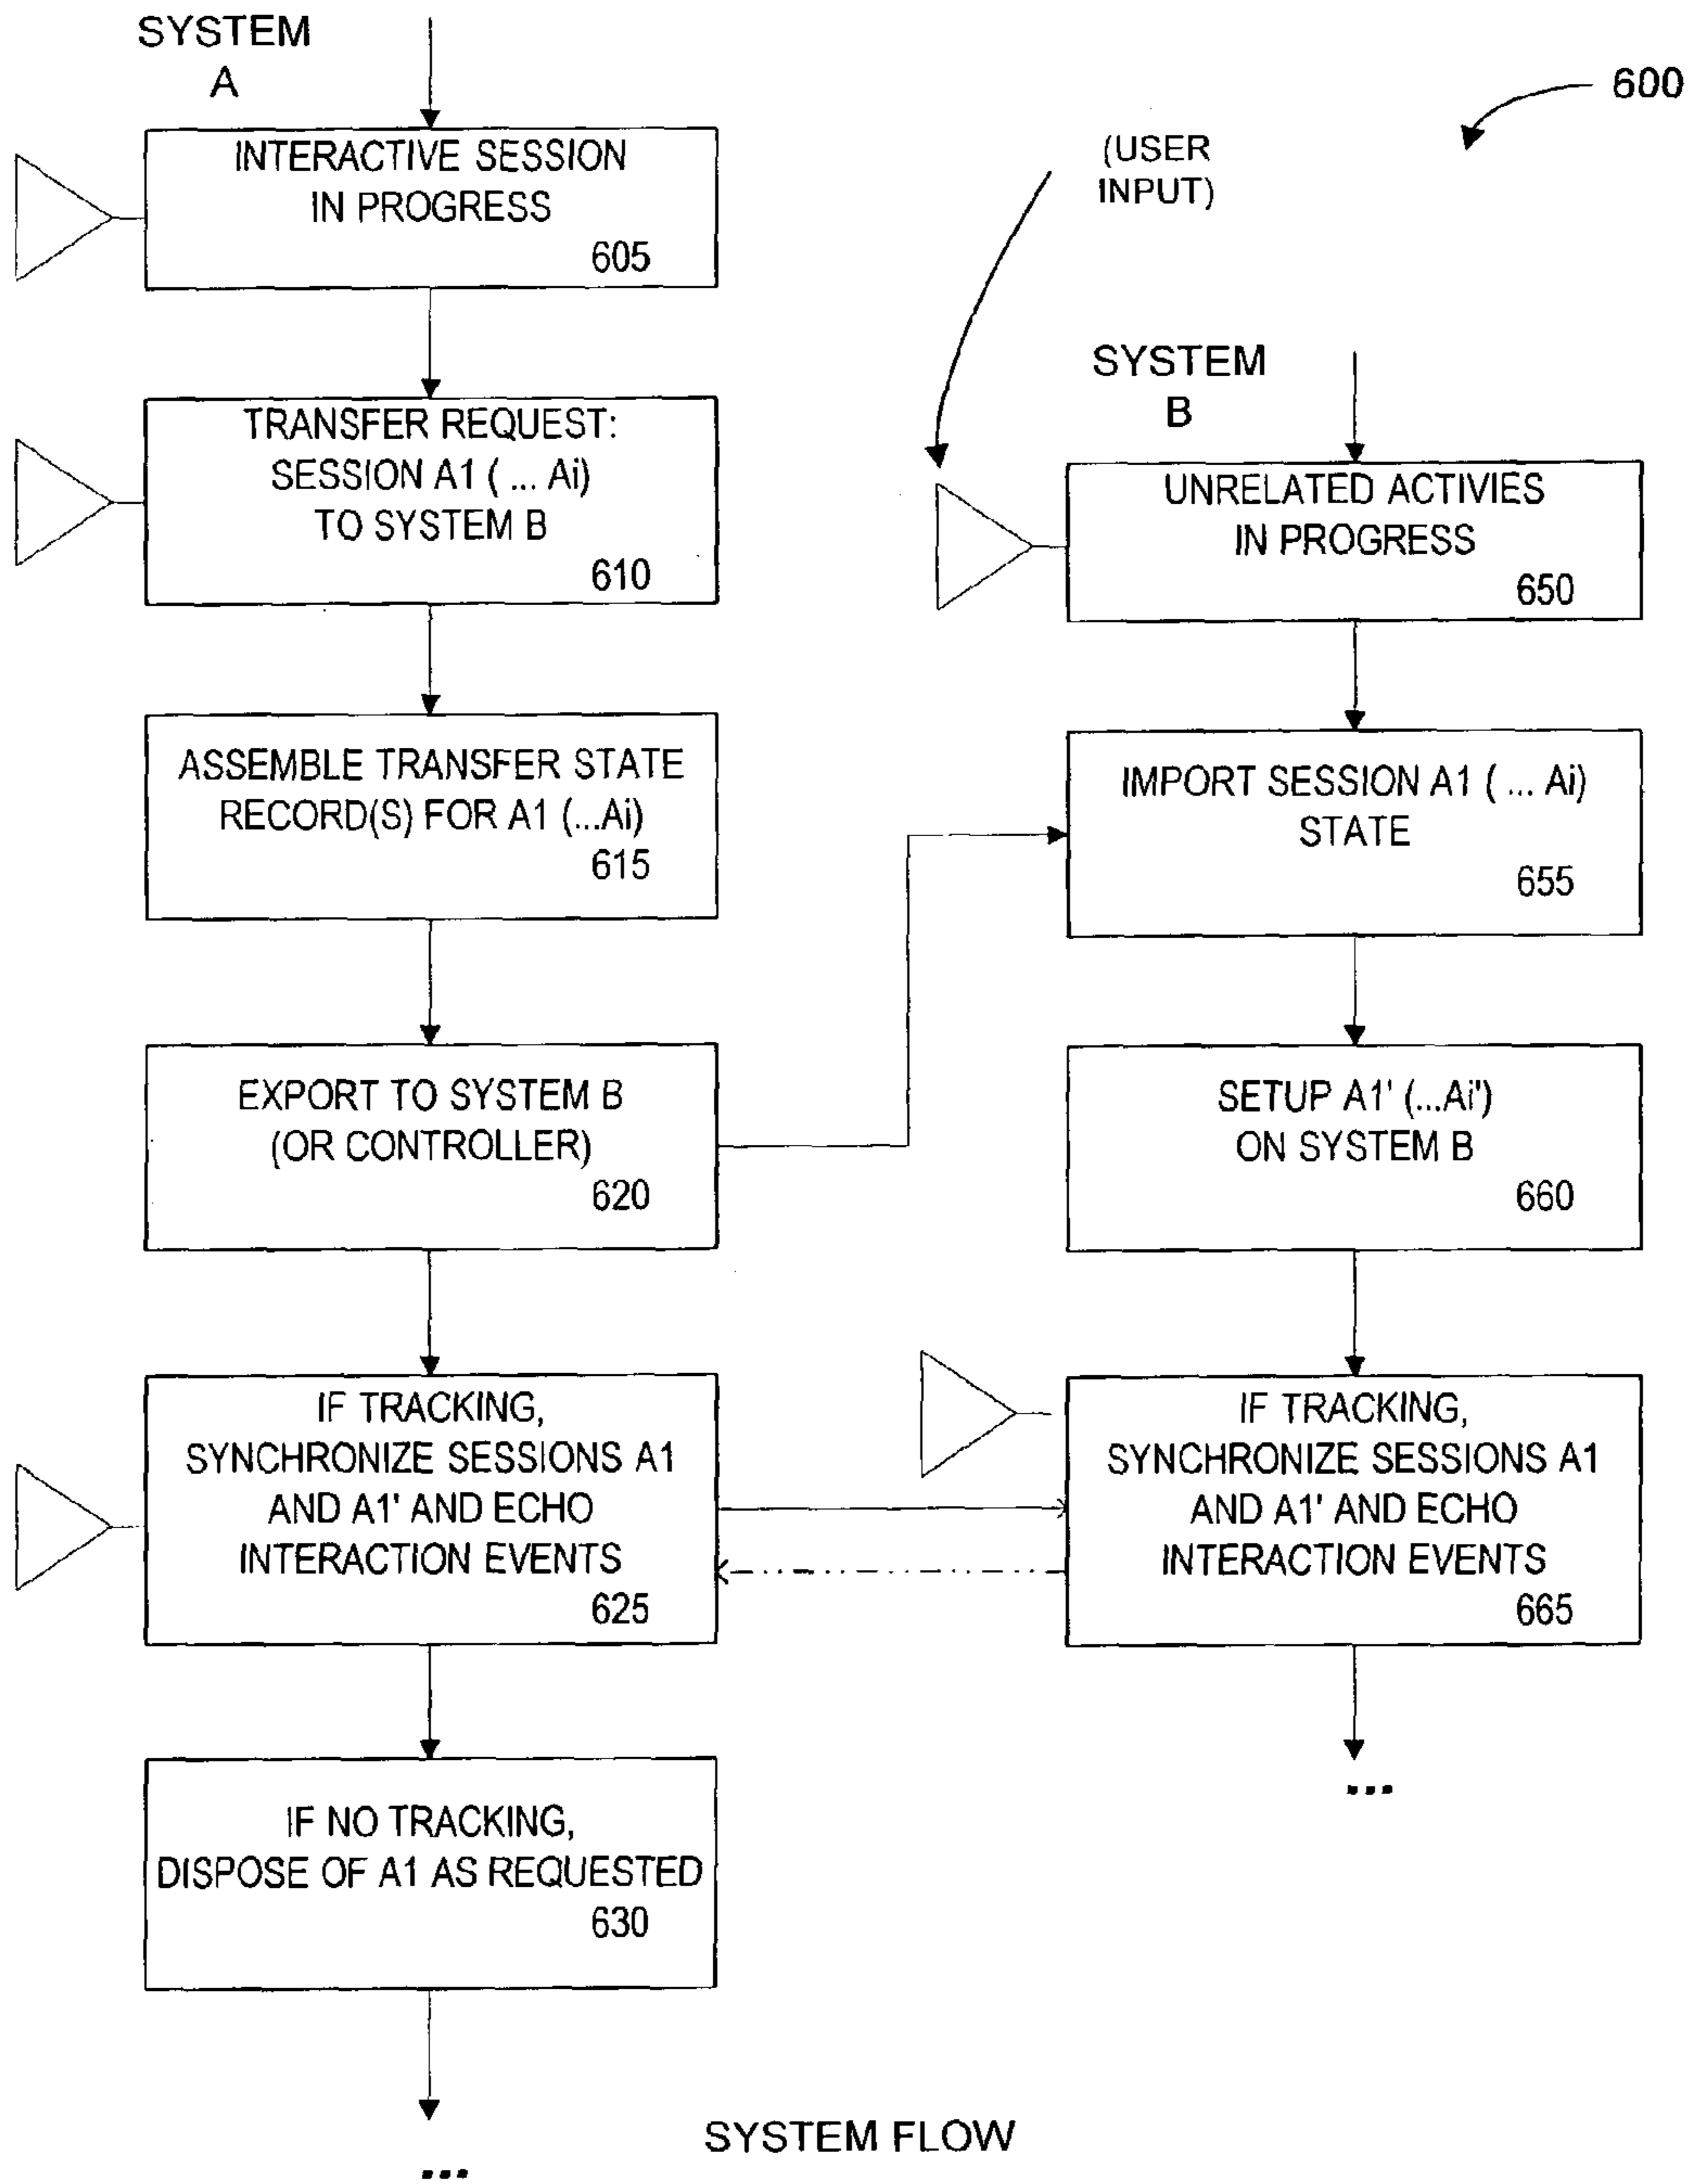 SYSTEM
A
600
INTERACTIVE SESSION
IN PROGRESS
605
(USER
INPUT)
TRANSFER REQUEST:
SESSION A1 ( ... Ai)
TO SYSTEM B
610
SYSTEM
B
UNRELATED ACTIVIES
IN PROGRESS
650
ASSEMBLE TRANSFER STATE
RECORD(S) FOR A1 (...Ai)
615
IMPORT SESSION A1 ( ... Ai)
STATE
655
EXPORT TO SYSTEM B
(OR CONTROLLER)
620
SETUP A1' (...Ai')
ON SYSTEM B
660
IF TRACKING,
SYNCHRONIZE SESSIONS A1
AND A1' AND ECHO
INTERACTION EVENTS
625
IF TRACKING,
SYNCHRONIZE SESSIONS A1
AND A1' AND ECHO
INTERACTION EVENTS
665
...
IF NO TRACKING,
DISPOSE OF A1 AS REQUESTED
630
...
SYSTEM FLOW